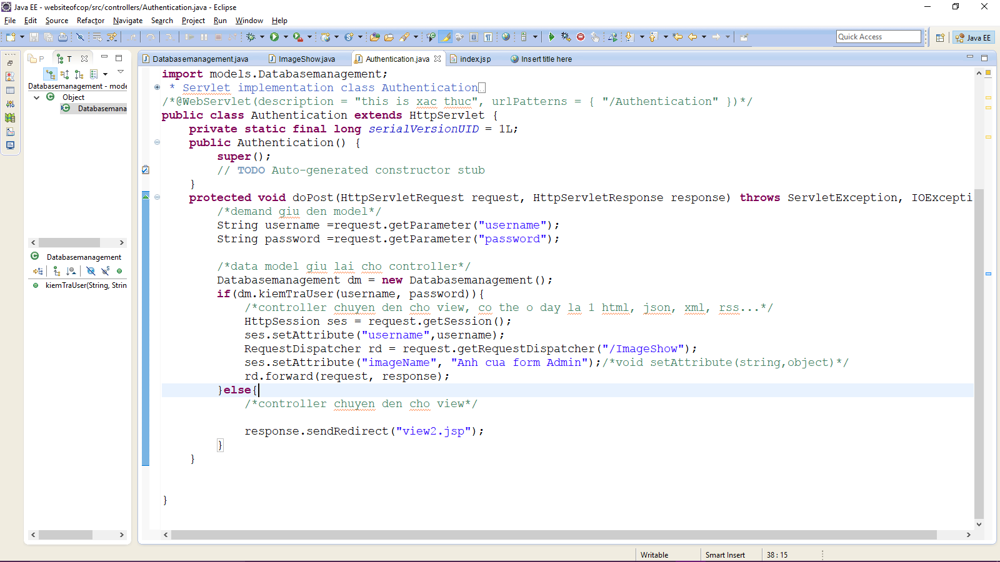 Java EE - websiteofcop/src/controllers/Authentication.java - Eclipse
File Edit Source Refactor Navigate Search Project Run Window Help
Quick Access
Java EE
P
T
Databasemanagement - mode
Object
Databasemana
Databasemanagement
kiemTraUser(String, Strin
Databasemanagement.java ImageShow.java Authentication.java index.jsp Insert title here
import models.Databasemanagement;
* Servlet implementation class Authentication
/*@WebServlet(description = "this is xac thuc", urlPatterns = { "/Authentication" })*/
public class Authentication extends HttpServlet {
private static final long serialVersionUID = 1L;
public Authentication() {
super();
// TODO Auto-generated constructor stub
}
protected void doPost(HttpServletRequest request, HttpServletResponse response) throws ServletException, IOExcepti
/*demand giu den model*/
String username =request.getParameter("username");
String password =request.getParameter("password");
/*data model giu lai cho controller*/
Databasemanagement dm = new Databasemanagement();
if(dm.kiemTraUser(username, password)){
/*controller chuyen den cho view, co the o day la 1 html, json, xml, rss...*/
HttpSession ses = request.getSession();
ses.setAttribute("username",username);
RequestDispatcher rd = request.getRequestDispatcher("/ImageShow");
ses.setAttribute("imageName", "Anh cua form Admin");/*void setAttribute(string,object)*/
rd.forward(request, response);
}else{
/*controller chuyen den cho view*/
response.sendRedirect("view2.jsp");
}
}
}
Writable
Smart Insert
38 : 15